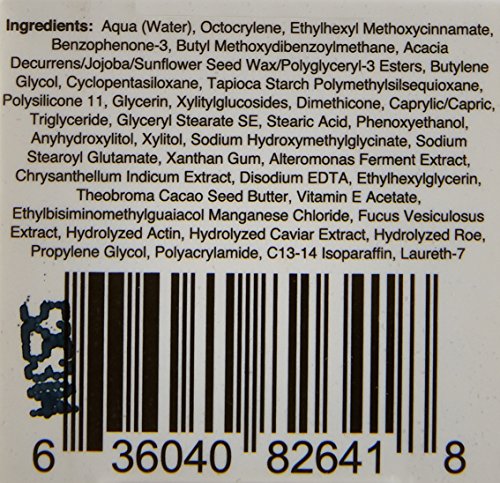 Ingredients: Aqua (Water), Octocrylene, Ethylhexyl Methoxycinnamate,
Benzophenone-3, Butyl Methoxydibenzoylmethane, Acacia
Decurrens/Jojoba/Sunflower Seed Wax/Polyglyceryl-3 Esters, Butylene
Glycol, Cyclopentasiloxane, Tapioca Starch Polymethylsilsequioxane,
Polysilicone 11, Glycerin, Xylitylglucosides, Dimethicone, Caprylic/Capric,
Triglyceride, Glyceryl Stearate SE, Stearic Acid, Phenoxyethanol,
Anyhydroxylitol, Xylitol, Sodium Hydroxymethylglycinate, Sodium
Stearoyl Glutamate, Xanthan Gum, Alteromonas Ferment Extract,
Chrysanthellum Indicum Extract, Disodium EDTA, Ethylhexylglycerin,
Theobroma Cacao Seed Butter, Vitamin E Acetate,
Ethylbisiminomethylguaiacol Manganese Chloride, Fucus Vesiculosus
Extract, Hydrolyzed Actin, Hydrolyzed Caviar Extract, Hydrolyzed Roe,
Propylene Glycol, Polyacrylamide, C13-14 Isoparaffin, Laureth-7
6 36040 82641 8